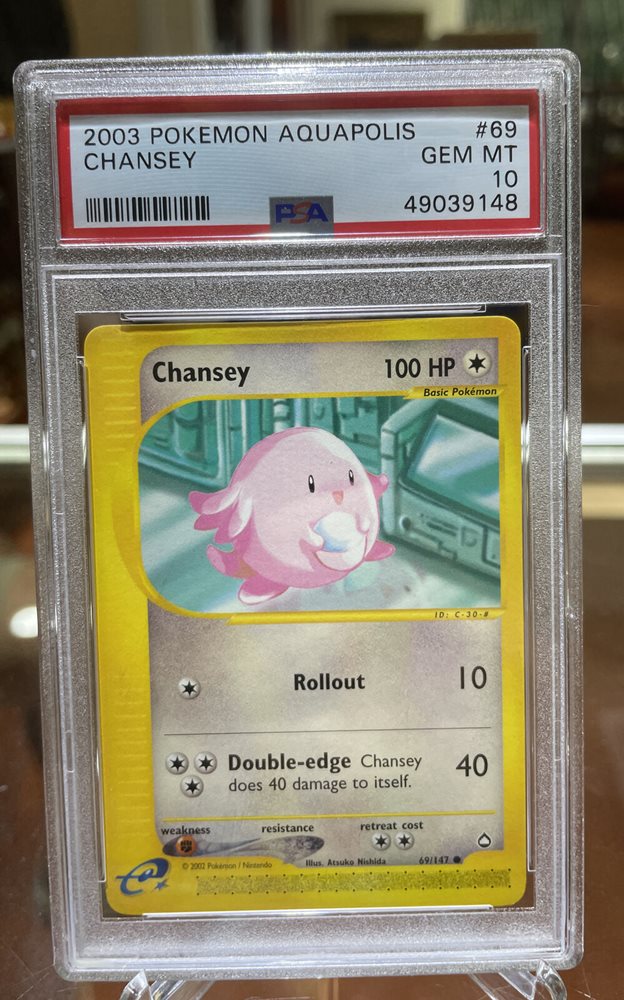 2003 POKEMON AQUAPOLIS #69
CHANSEY GEM MT
10
PSA 49039148
Chansey 100 HP
Basic Pokémon
ID: C-30-#
Rollout 10
Double-edge Chansey
does 40 damage to itself. 40
weakness resistance retreat cost
© 2002 Pokémon / Nintendo Illus. Atsuko Nishida 69/147
e